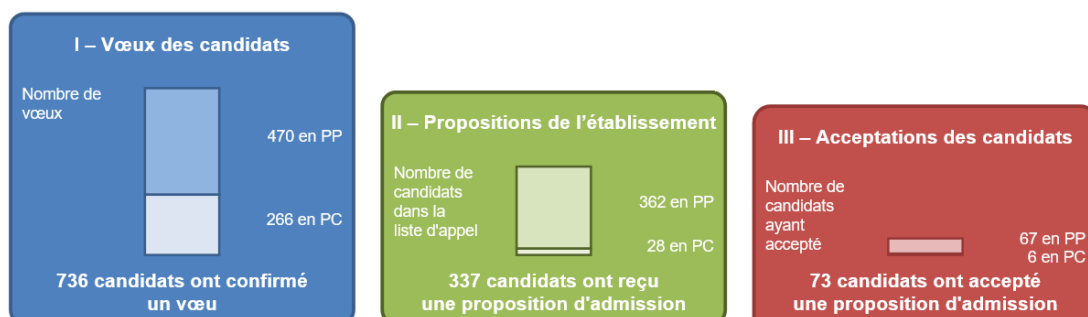 I – Vœux des candidats
Nombre de
vœux
470 en PP
266 en PC
736 candidats ont confirmé
un vœu
II – Propositions de l'établissement
Nombre de
candidats
dans la
liste d'appel
362 en PP
28 en PC
337 candidats ont reçu
une proposition d'admission
III – Acceptations des candidats
Nombre de
candidats
ayant
accepté
67 en PP
6 en PC
73 candidats ont accepté
une proposition d'admission